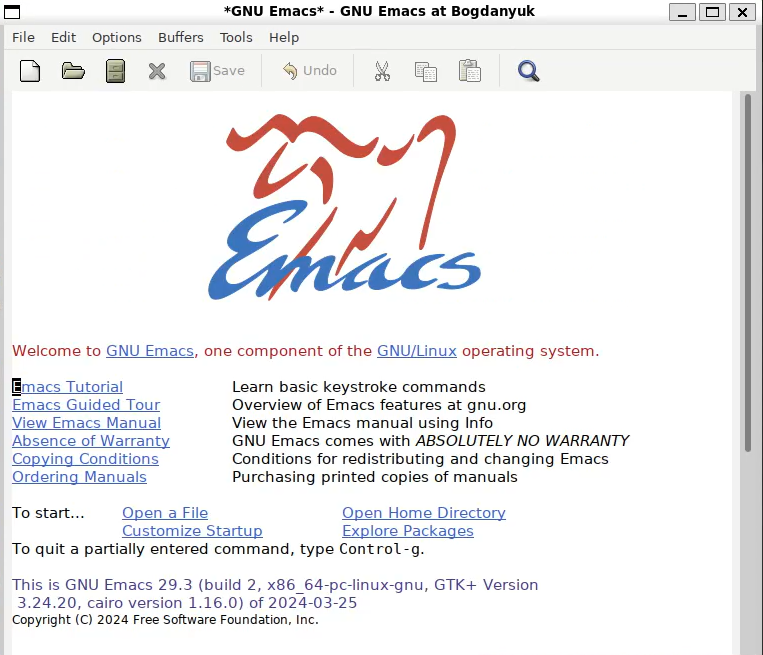 *GNU Emacs* - GNU Emacs at Bogdanyuk
File Edit Options Buffers Tools Help
Save Undo
Emacs
Welcome to GNU Emacs, one component of the GNU/Linux operating system.
Emacs Tutorial Learn basic keystroke commands
Emacs Guided Tour Overview of Emacs features at gnu.org
View Emacs Manual View the Emacs manual using Info
Absence of Warranty GNU Emacs comes with ABSOLUTELY NO WARRANTY
Copying Conditions Conditions for redistributing and changing Emacs
Ordering Manuals Purchasing printed copies of manuals
To start... Open a File Open Home Directory
Customize Startup Explore Packages
To quit a partially entered command, type Control-g.
This is GNU Emacs 29.3 (build 2, x86_64-pc-linux-gnu, GTK+ Version
3.24.20, cairo version 1.16.0) of 2024-03-25
Copyright (C) 2024 Free Software Foundation, Inc.